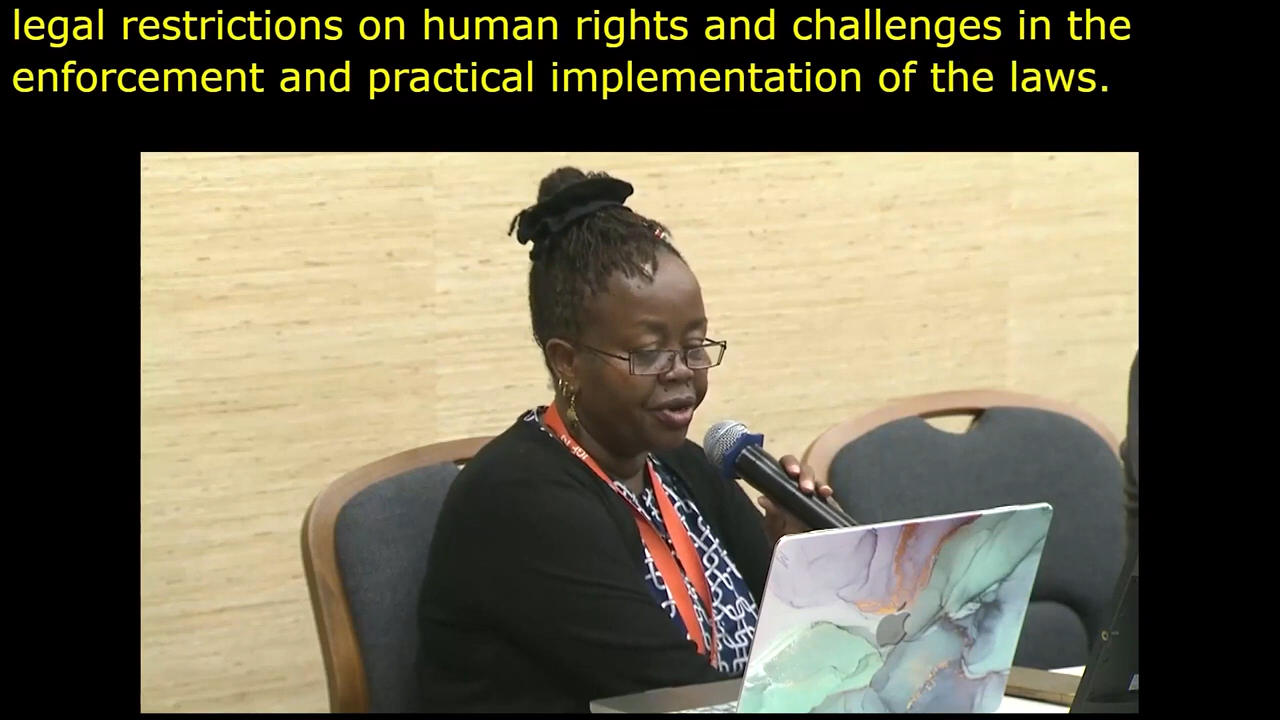 legal restrictions on human rights and challenges in the
enforcement and practical implementation of the laws.